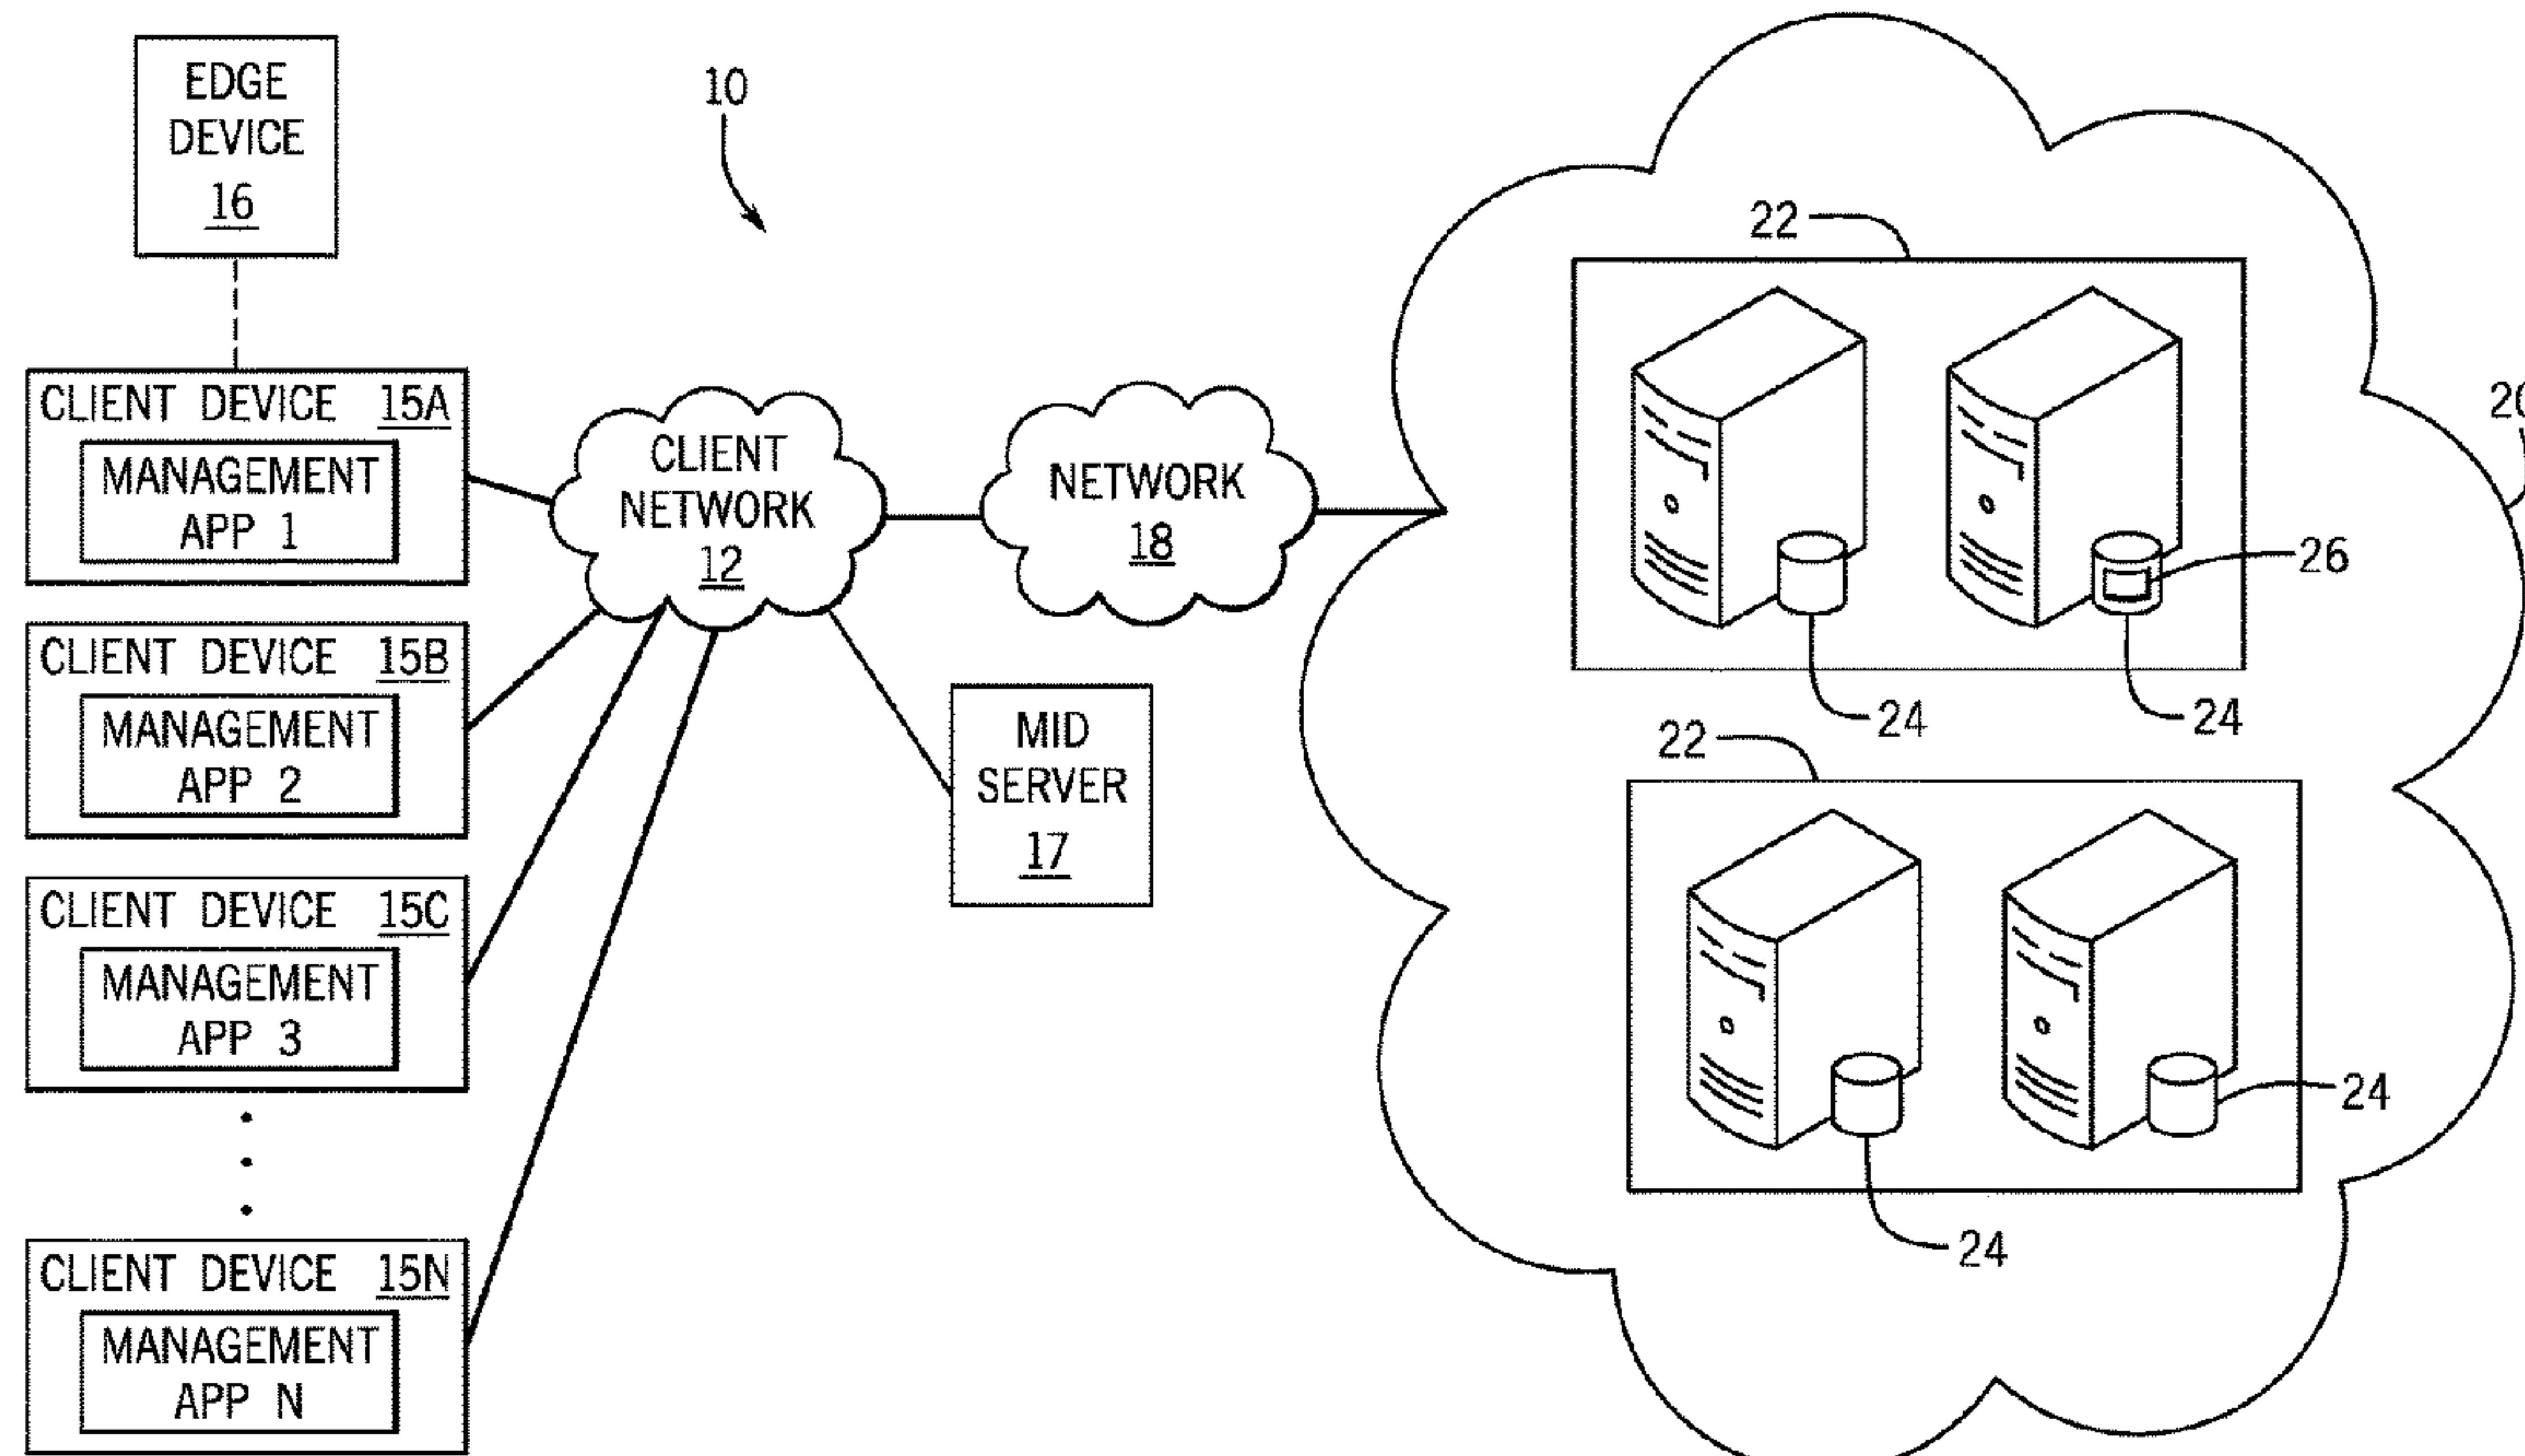 EDGE
DEVICE
16
10
CLIENT DEVICE 15A
MANAGEMENT
APP 1
CLIENT DEVICE 15B
MANAGEMENT
APP 2
CLIENT DEVICE 15C
MANAGEMENT
APP 3
CLIENT DEVICE 15N
MANAGEMENT
APP N
CLIENT
NETWORK
12
NETWORK
18
MID
SERVER
17
22
26
24
24
22
24
24